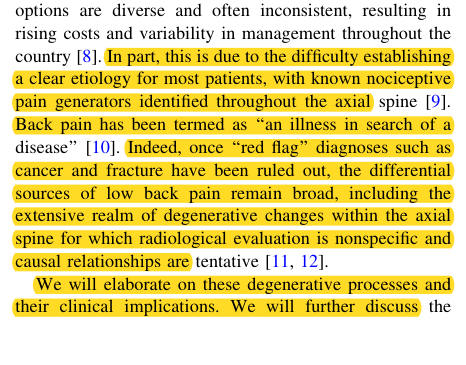 options are diverse and often inconsistent, resulting in
rising costs and variability in management throughout the
country [8]. In part, this is due to the difficulty establishing
a clear etiology for most patients, with known nociceptive
pain generators identified throughout the axial spine [9].
Back pain has been termed as “an illness in search of a
disease” [10]. Indeed, once “red flag” diagnoses such as
cancer and fracture have been ruled out, the differential
sources of low back pain remain broad, including the
extensive realm of degenerative changes within the axial
spine for which radiological evaluation is nonspecific and
causal relationships are tentative [11, 12].
We will elaborate on these degenerative processes and
their clinical implications. We will further discuss the